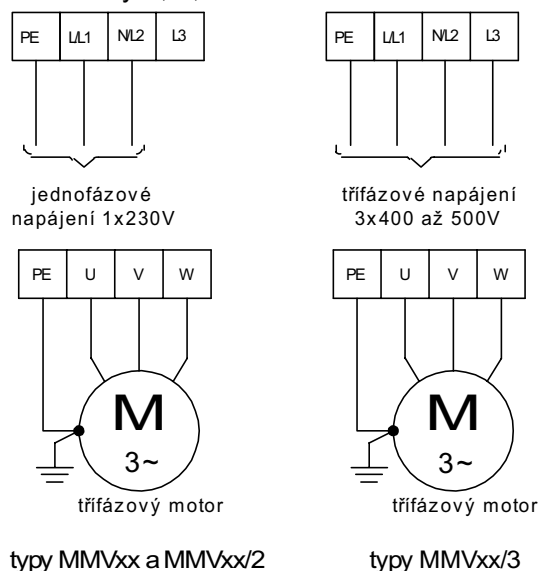 PE L/L1 N/L2 L3
jednofázové
napájení 1x230V
PE U V W
M
3~
třífázový motor
typy MMVxx a MMVxx/2
PE L/L1 N/L2 L3
třífázové napájení
3x400 až 500V
PE U V W
M
3~
třífázový motor
typy MMVxx/3